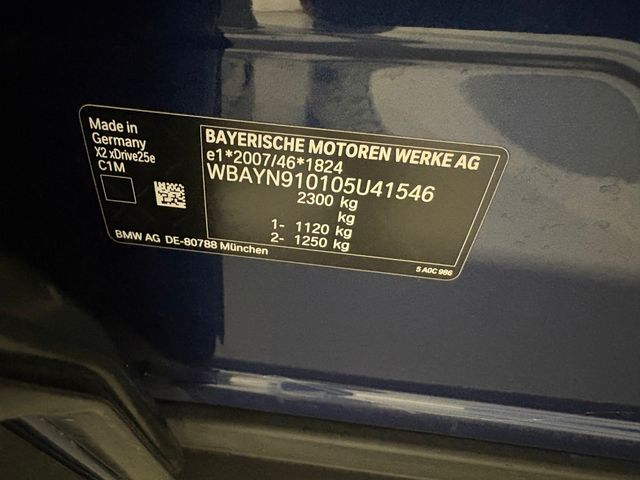 Made in
Germany
X2 xDrive25e
C1M
BMW AG DE-80788 München
BAYERISCHE MOTOREN WERKE AG
e1*2007/46*1824
WBAYN910105U41546
2300 kg
kg
1- 1120 kg
2- 1250 kg
5 A0C 986